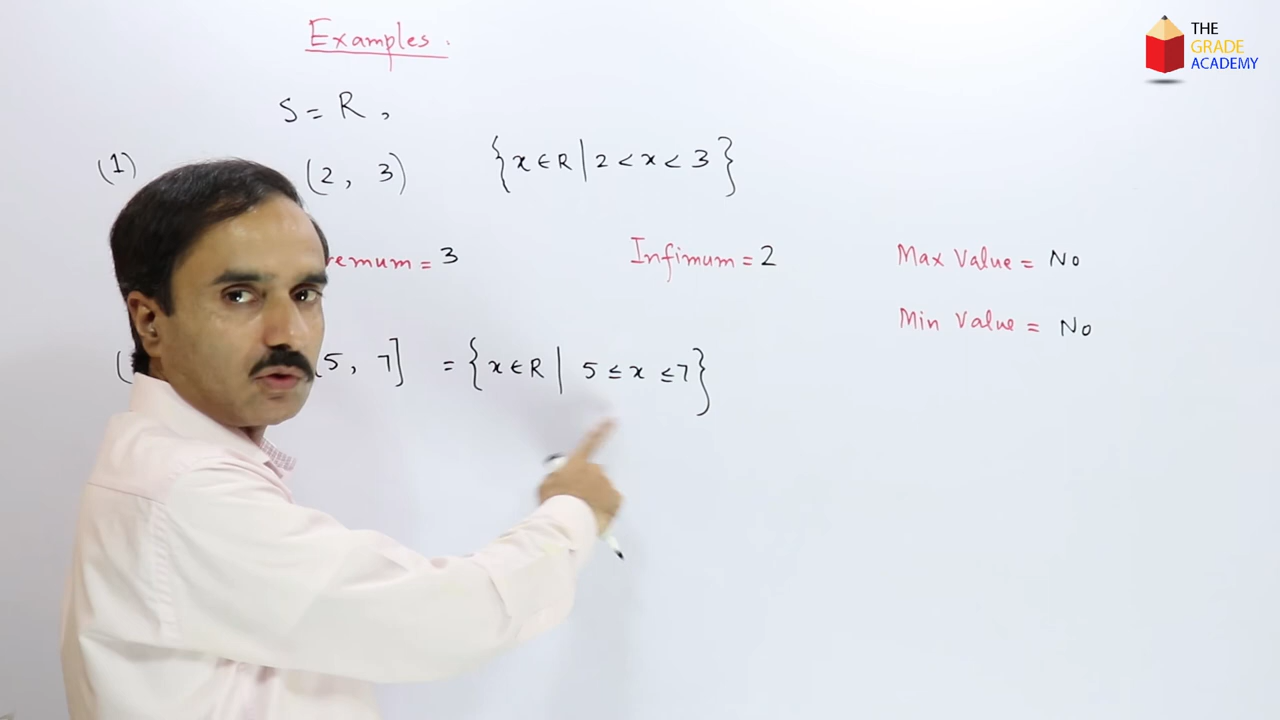 THE
GRADE
ACADEMY
Examples.
S = R,
(1) (2, 3) {x ∈ R | 2 < x < 3}
= 3 Infimum = 2 Max Value = No
Min Value = No
5, 7] = {x ∈ R | 5 ≤ x ≤ 7}